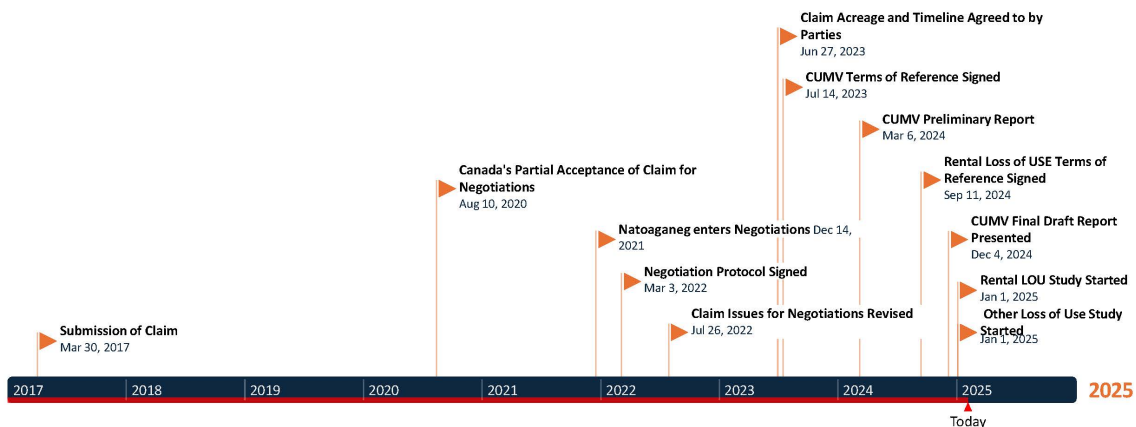 Claim Acreage and Timeline Agreed to by
Parties
Jun 27, 2023
CUMV Terms of Reference Signed
Jul 14, 2023
CUMV Preliminary Report
Mar 6, 2024
Rental Loss of USE Terms of
Reference Signed
Sep 11, 2024
Canada's Partial Acceptance of Claim for
Negotiations
Aug 10, 2020
Natoaganeg enters Negotiations Dec 14,
2021
CUMV Final Draft Report
Presented
Dec 4, 2024
Negotiation Protocol Signed
Mar 3, 2022
Rental LOU Study Started
Jan 1, 2025
Claim Issues for Negotiations Revised
Jul 26, 2022
Other Loss of Use Study
Started
Jan 1, 2025
Submission of Claim
Mar 30, 2017
2017 2018 2019 2020 2021 2022 2023 2024 2025
2025
Today